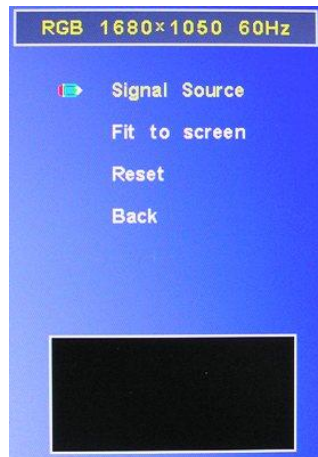 RGB 1680×1050 60Hz
Signal Source
Fit to screen
Reset
Back